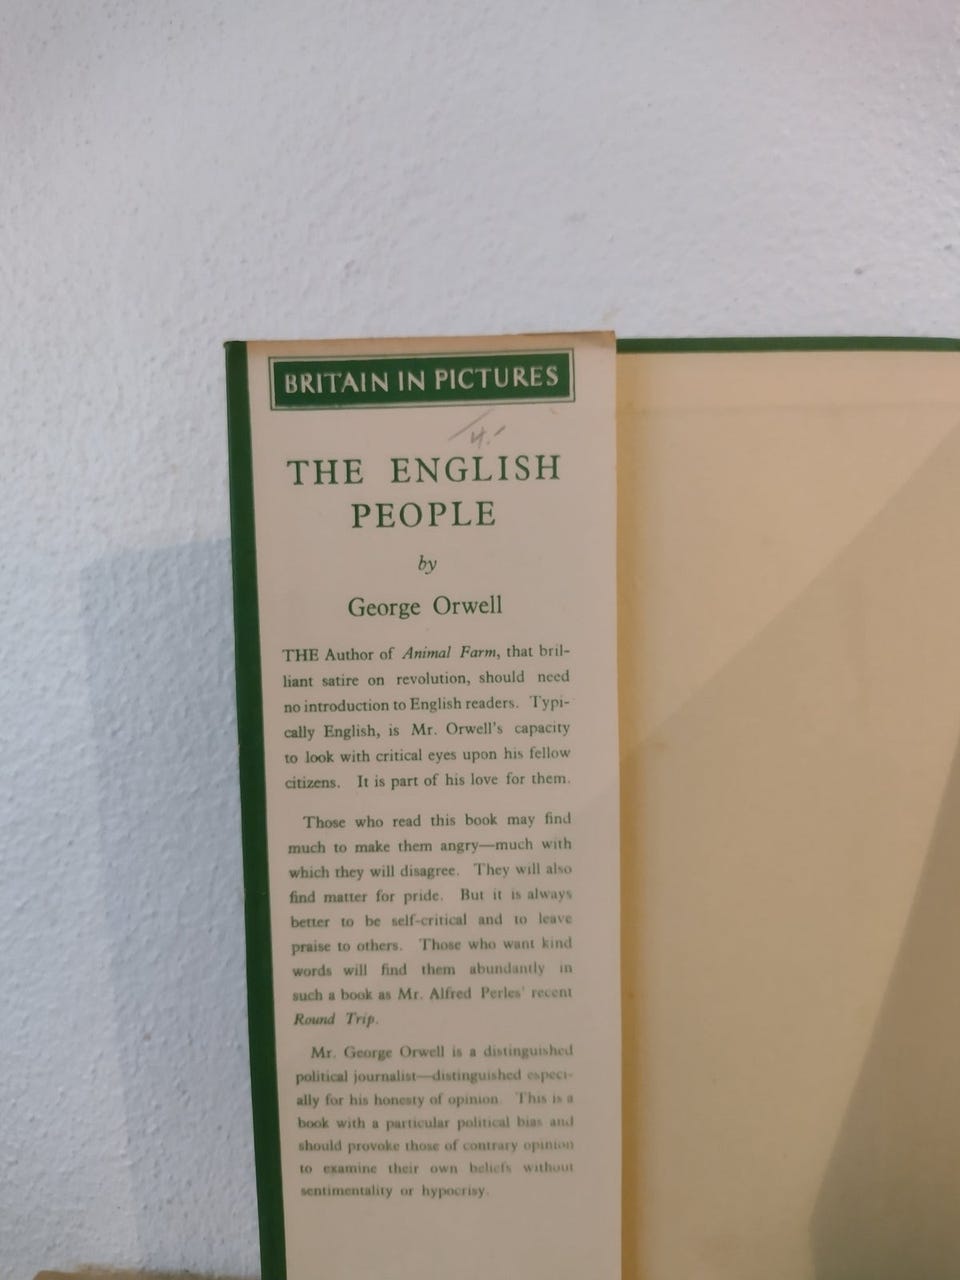 BRITAIN IN PICTURES
4.
THE ENGLISH
PEOPLE
by
George Orwell
THE Author of Animal Farm, that bril-
liant satire on revolution, should need
no introduction to English readers. Typi-
cally English, is Mr. Orwell's capacity
to look with critical eyes upon his fellow
citizens. It is part of his love for them.
Those who read this book may find
much to make them angry—much with
which they will disagree. They will also
find matter for pride. But it is always
better to be self-critical and to leave
praise to others. Those who want kind
words will find them abundantly in
such a book as Mr. Alfred Perles' recent
Round Trip.
Mr. George Orwell is a distinguished
political journalist—distinguished especi-
ally for his honesty of opinion. This is a
book with a particular political bias and
should provoke those of contrary opinion
to examine their own beliefs without
sentimentality or hypocrisy.